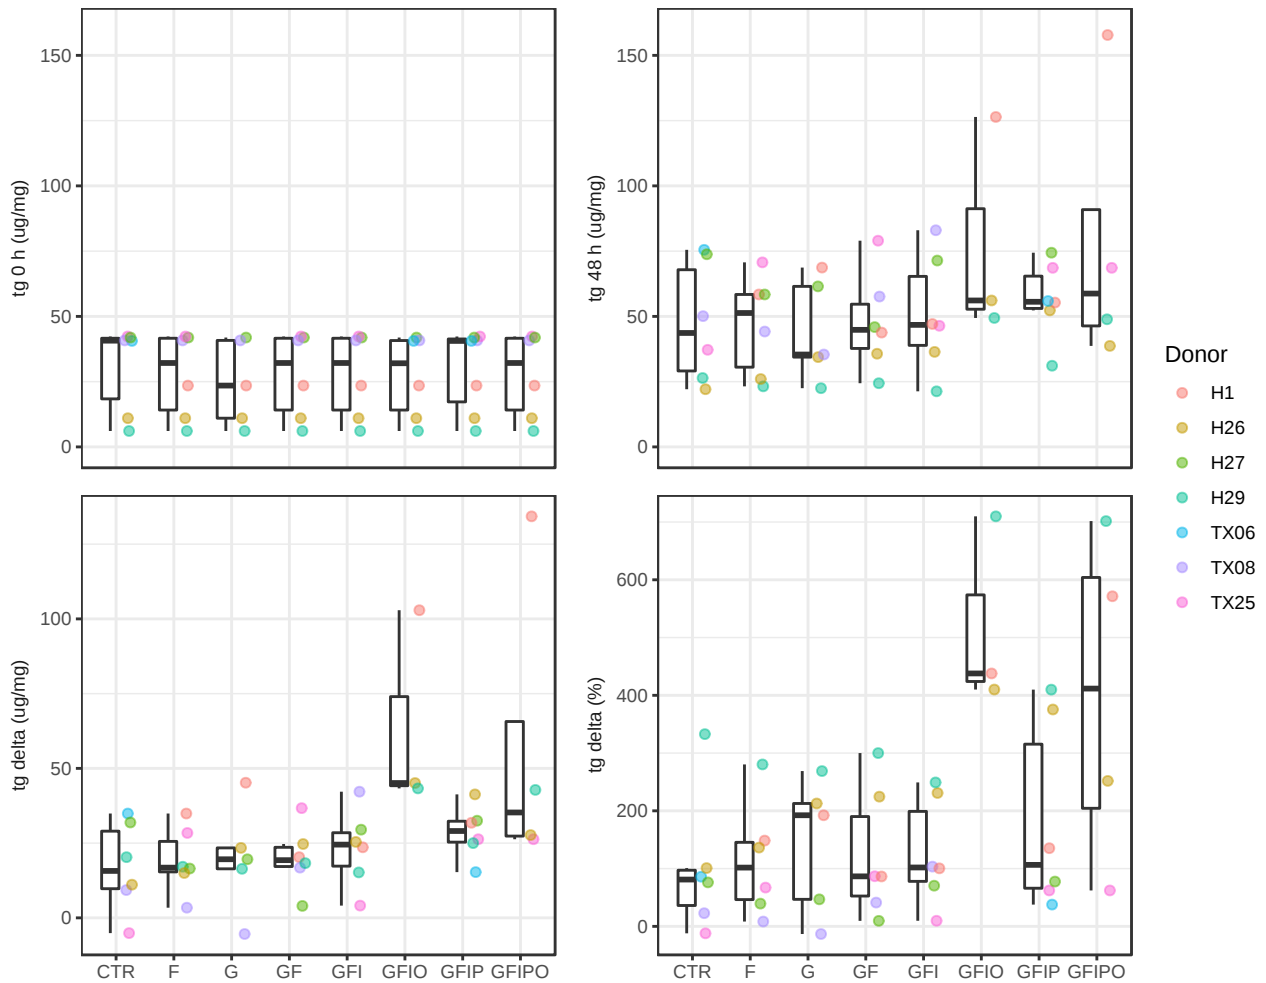 tg 0 h (ug/mg)
150
100
50
0
tg 48 h (ug/mg)
150
100
50
0
tg delta (ug/mg)
100
50
0
CTR F G GF GFI GFIO GFIP GFIPO
tg delta (%)
600
400
200
0
CTR F G GF GFI GFIO GFIP GFIPO
Donor
H1
H26
H27
H29
TX06
TX08
TX25